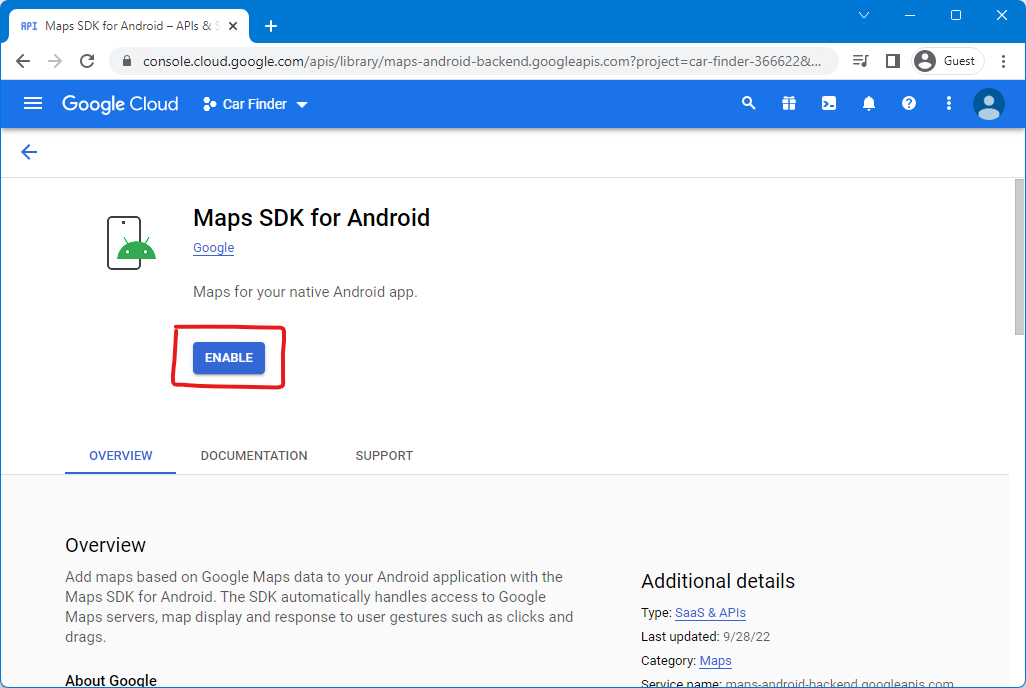 API Maps SDK for Android – APIs & S
console.cloud.google.com/apis/library/maps-android-backend.googleapis.com?project=car-finder-366622&... Guest
Google Cloud Car Finder
Maps SDK for Android
Google
Maps for your native Android app.
ENABLE
OVERVIEW DOCUMENTATION SUPPORT
Overview
Add maps based on Google Maps data to your Android application with the
Maps SDK for Android. The SDK automatically handles access to Google
Maps servers, map display and response to user gestures such as clicks and
drags.
About Google
Additional details
Type: SaaS & APIs
Last updated: 9/28/22
Category: Maps
Service name: maps-android-backend.googleapis.com